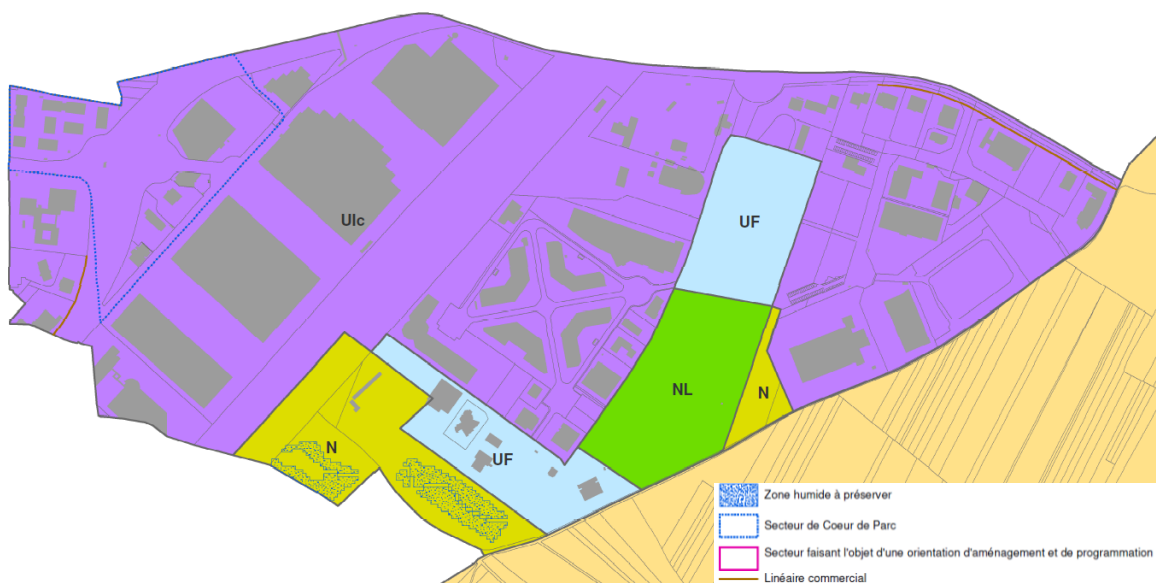 UIc
UF
NL
N
N
UF
Zone humide à préserver
Secteur de Coeur de Parc
Secteur faisant l'objet d'une orientation d'aménagement et de programmation
Linéaire commercial